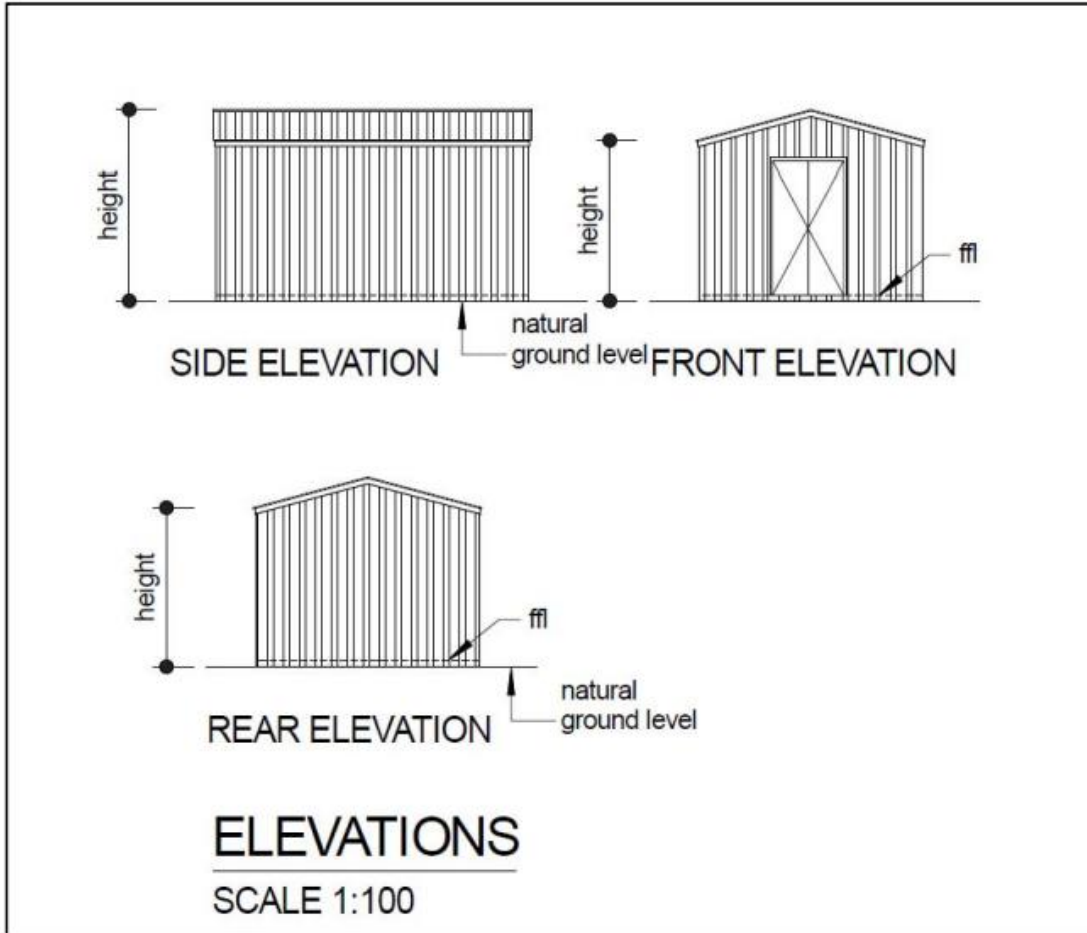 height
height
ffl
natural
ground level
SIDE ELEVATION
FRONT ELEVATION
height
ffl
natural
ground level
REAR ELEVATION
ELEVATIONS
SCALE 1:100